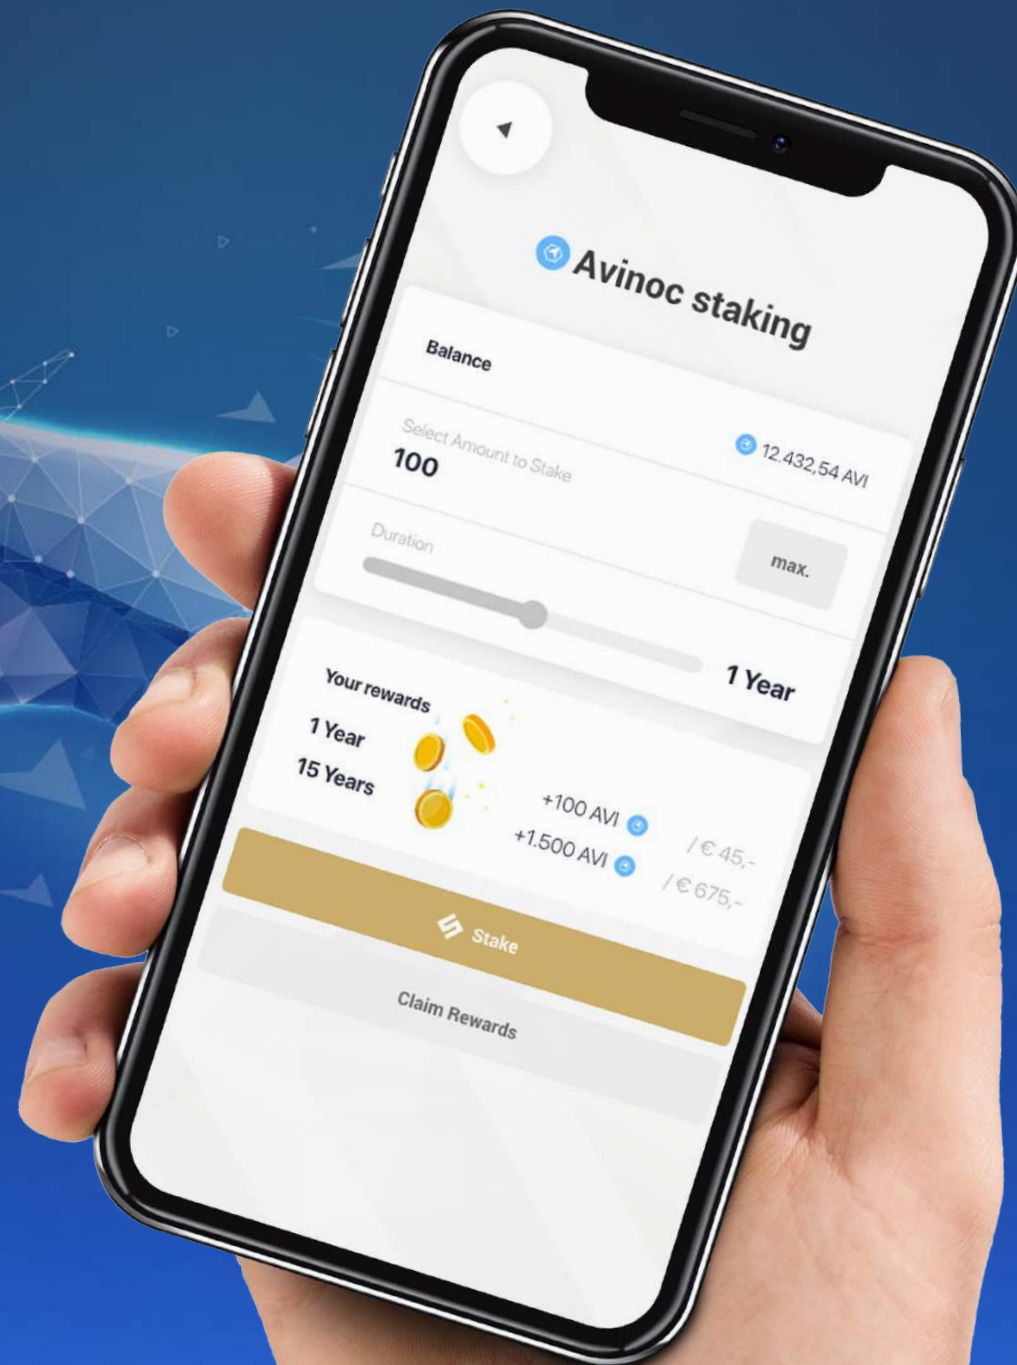 Avinoc staking
Balance
12.432,54 AVI
Select Amount to Stake
100
max.
Duration
1 Year
Your rewards
1 Year
+100 AVI / € 45,-
15 Years
+1.500 AVI / € 675,-
Stake
Claim Rewards